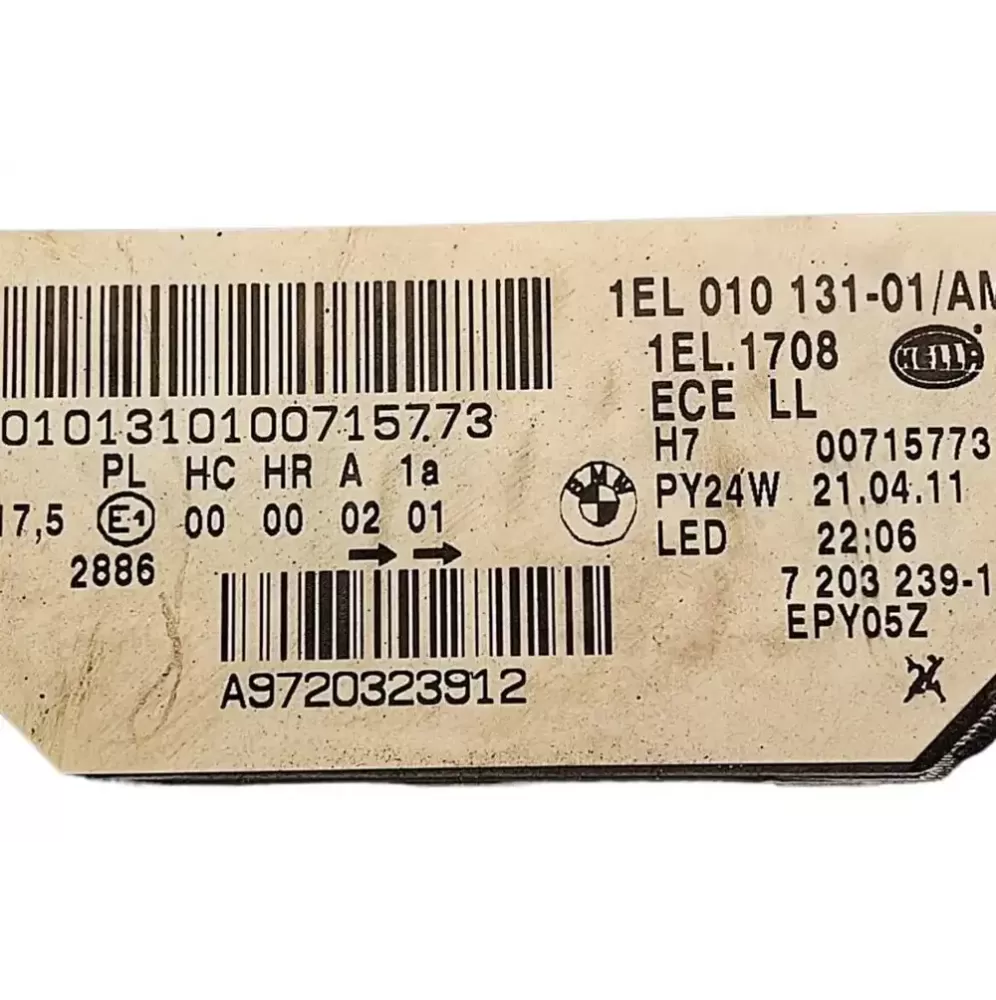 1EL 010 131-01/AM
1EL.1708 HELLA
ECE LL
010131010071577 3
H7 00715773
PL HC HR A 1a
BMW
PY24W 21.04.11
17,5 E1 00 00 02 01
LED 22:06
2886
7 203 239-1
EPY05Z
A9720323912